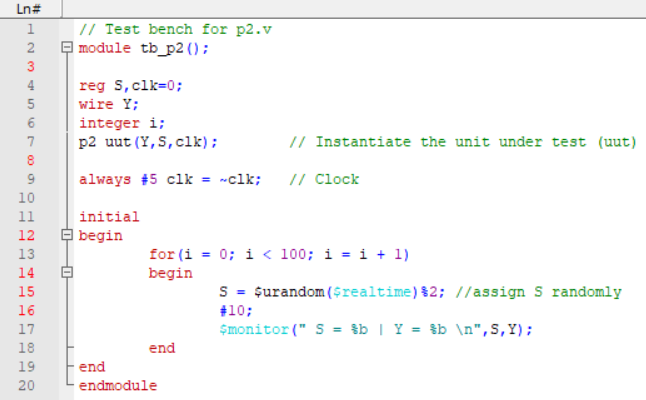 Ln#
1 // Test bench for p2.v
2 module tb_p2();
3
4 reg S,clk=0;
5 wire Y;
6 integer i;
7 p2 uut(Y,S,clk); // Instantiate the unit under test (uut)
8
9 always #5 clk = ~clk; // Clock
10
11 initial
12 begin
13 for(i = 0; i < 100; i = i + 1)
14 begin
15 S = $urandom($realtime)%2; //assign S randomly
16 #10;
17 $monitor(" S = %b | Y = %b \n",S,Y);
18 end
19 end
20 endmodule